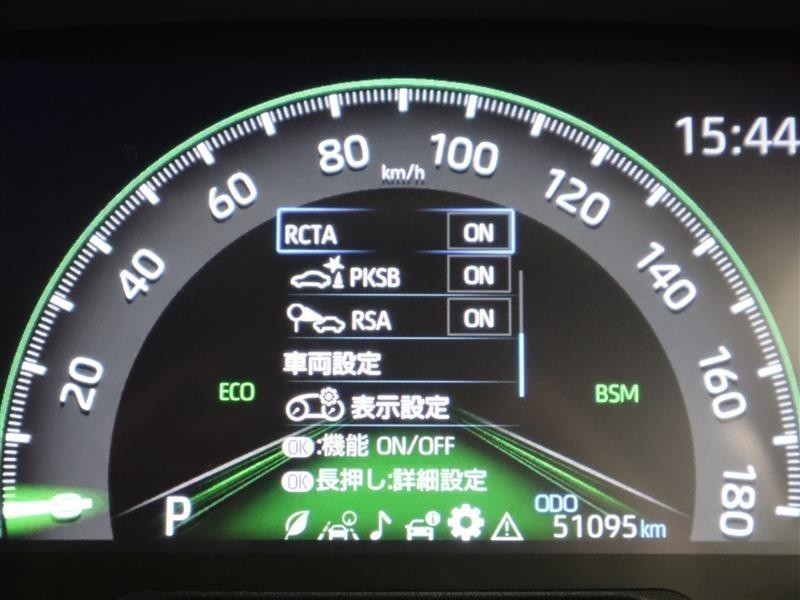 15:44
80
100
km/h
60
120
RCTA ON
40
PKSB ON
140
RSA ON
車両設定
20
160
ECO
表示設定
BSM
OK:機能 ON/OFF
OK長押し:詳細設定
0
180
P
ODO
51095km